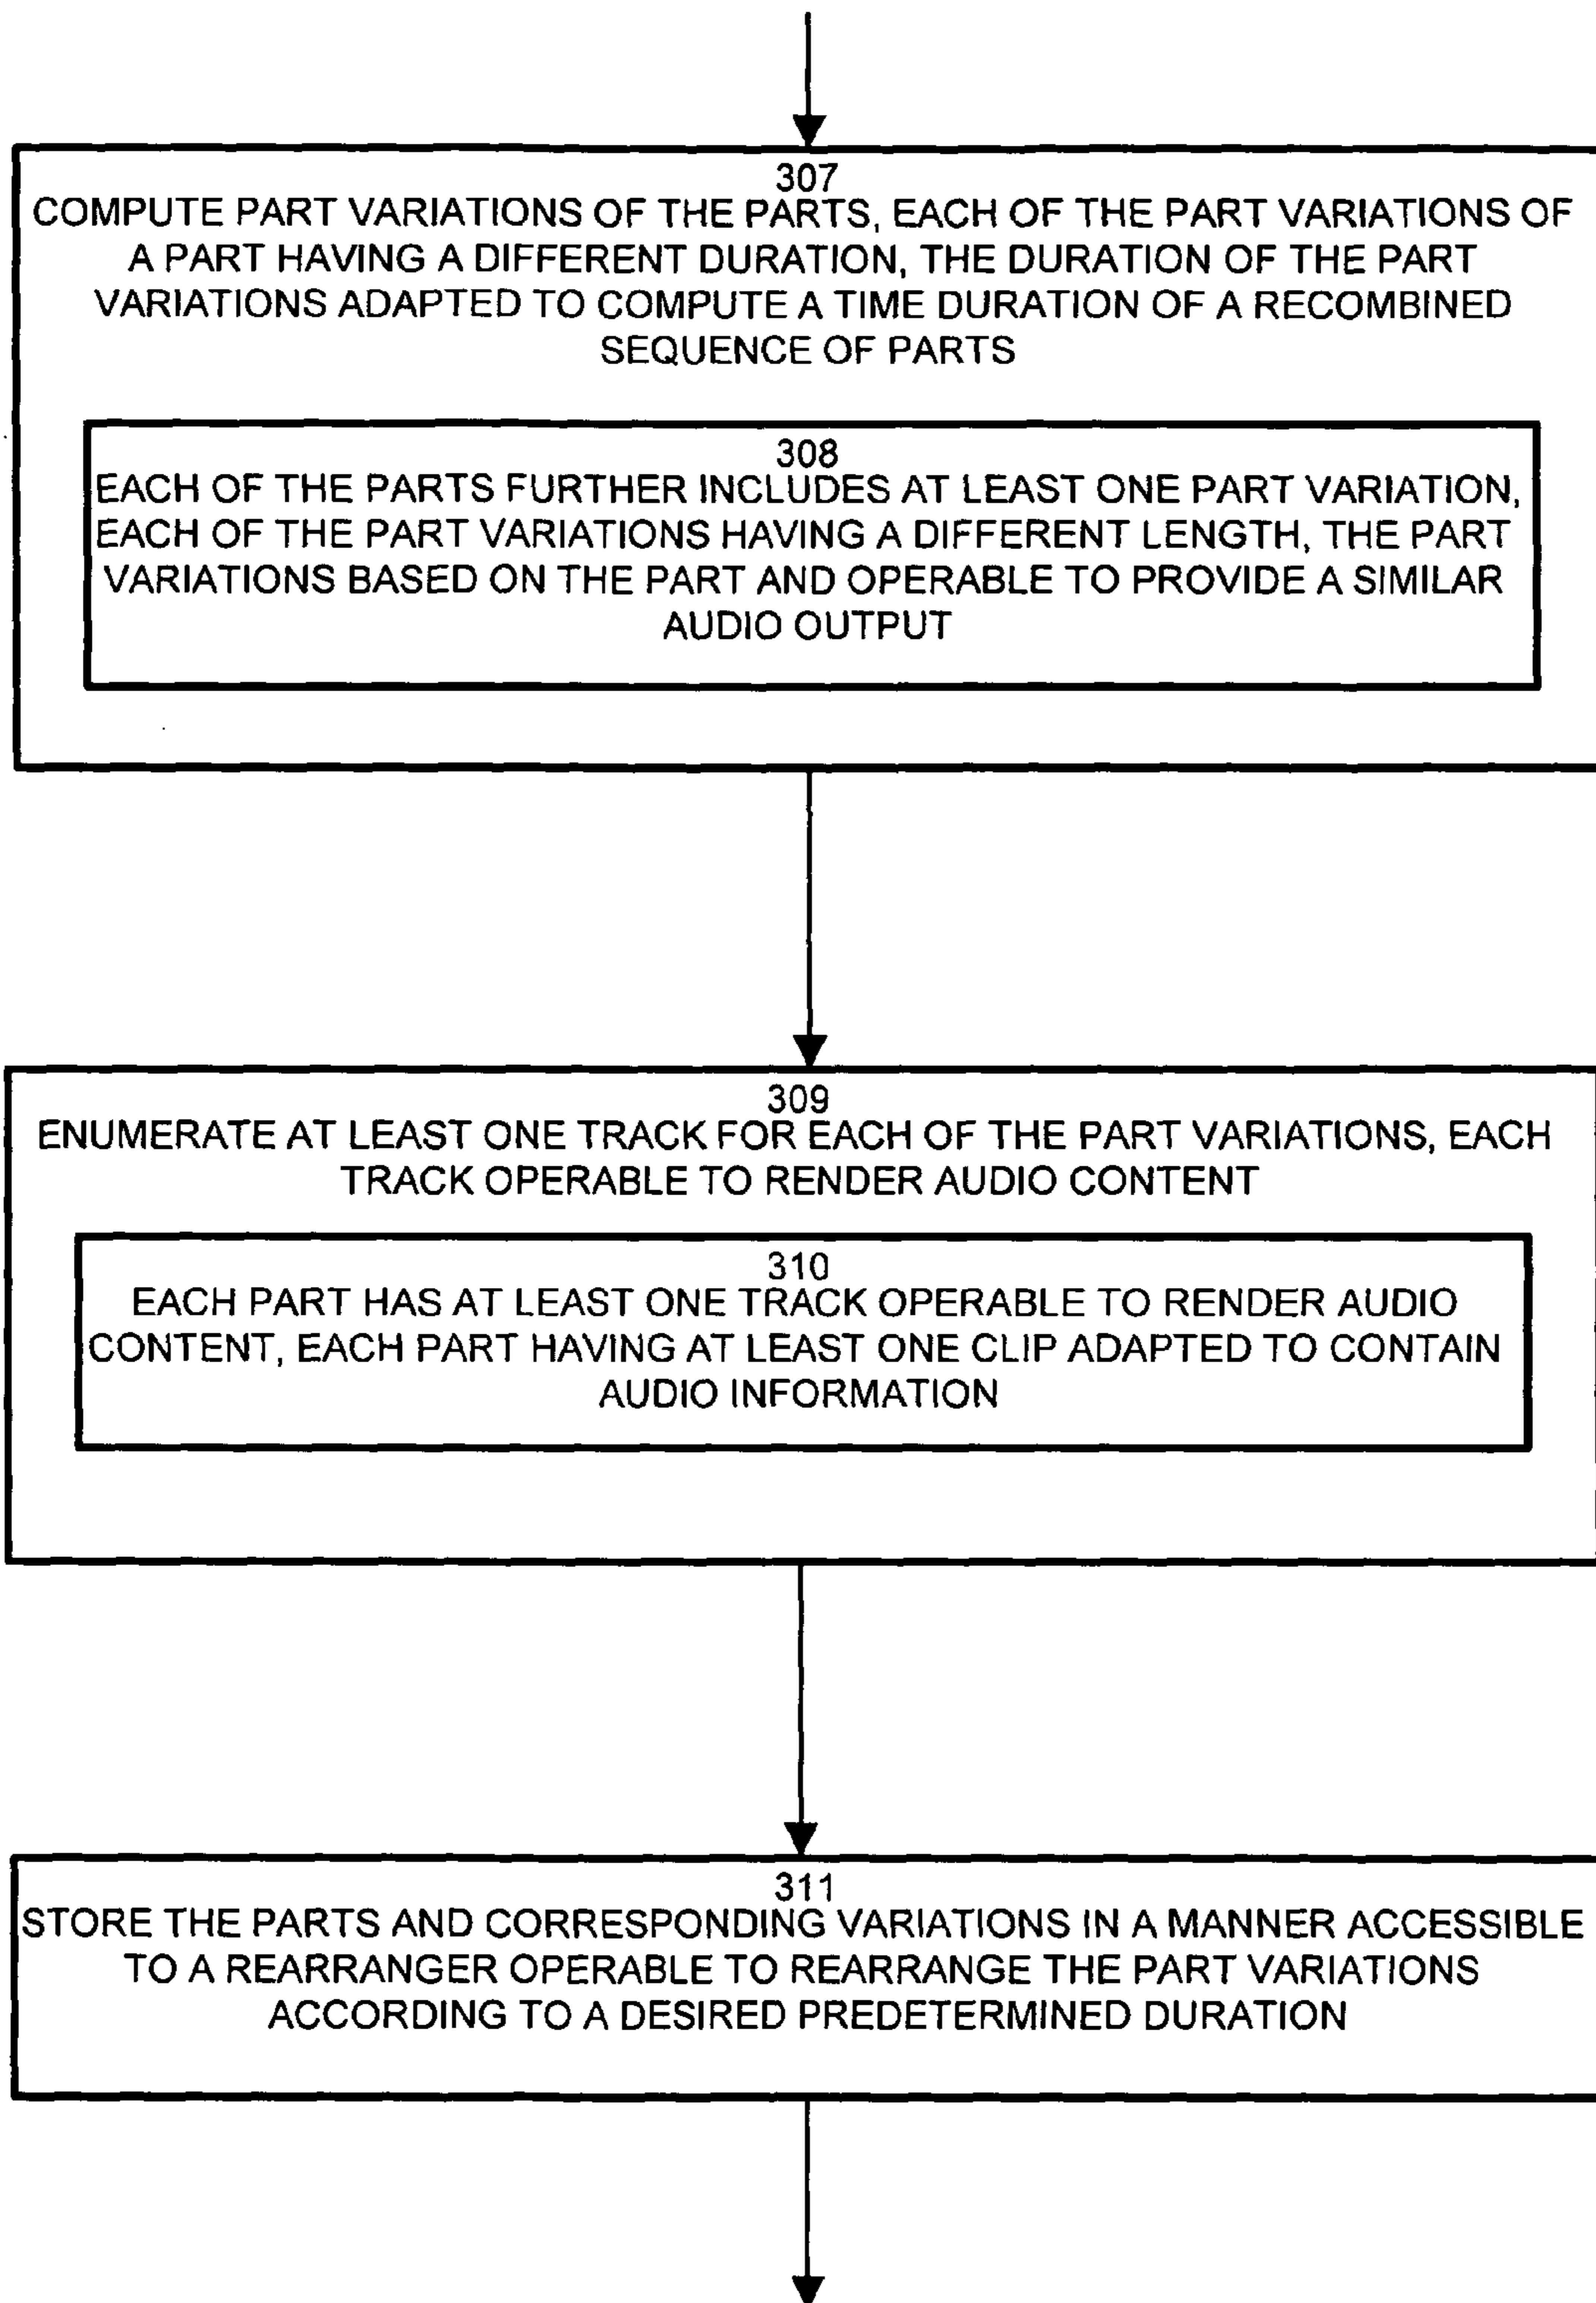 307
COMPUTE PART VARIATIONS OF THE PARTS, EACH OF THE PART VARIATIONS OF
A PART HAVING A DIFFERENT DURATION, THE DURATION OF THE PART
VARIATIONS ADAPTED TO COMPUTE A TIME DURATION OF A RECOMBINED
SEQUENCE OF PARTS
308
EACH OF THE PARTS FURTHER INCLUDES AT LEAST ONE PART VARIATION,
EACH OF THE PART VARIATIONS HAVING A DIFFERENT LENGTH, THE PART
VARIATIONS BASED ON THE PART AND OPERABLE TO PROVIDE A SIMILAR
AUDIO OUTPUT
309
ENUMERATE AT LEAST ONE TRACK FOR EACH OF THE PART VARIATIONS, EACH
TRACK OPERABLE TO RENDER AUDIO CONTENT
310
EACH PART HAS AT LEAST ONE TRACK OPERABLE TO RENDER AUDIO
CONTENT, EACH PART HAVING AT LEAST ONE CLIP ADAPTED TO CONTAIN
AUDIO INFORMATION
311
STORE THE PARTS AND CORRESPONDING VARIATIONS IN A MANNER ACCESSIBLE
TO A REARRANGER OPERABLE TO REARRANGE THE PART VARIATIONS
ACCORDING TO A DESIRED PREDETERMINED DURATION